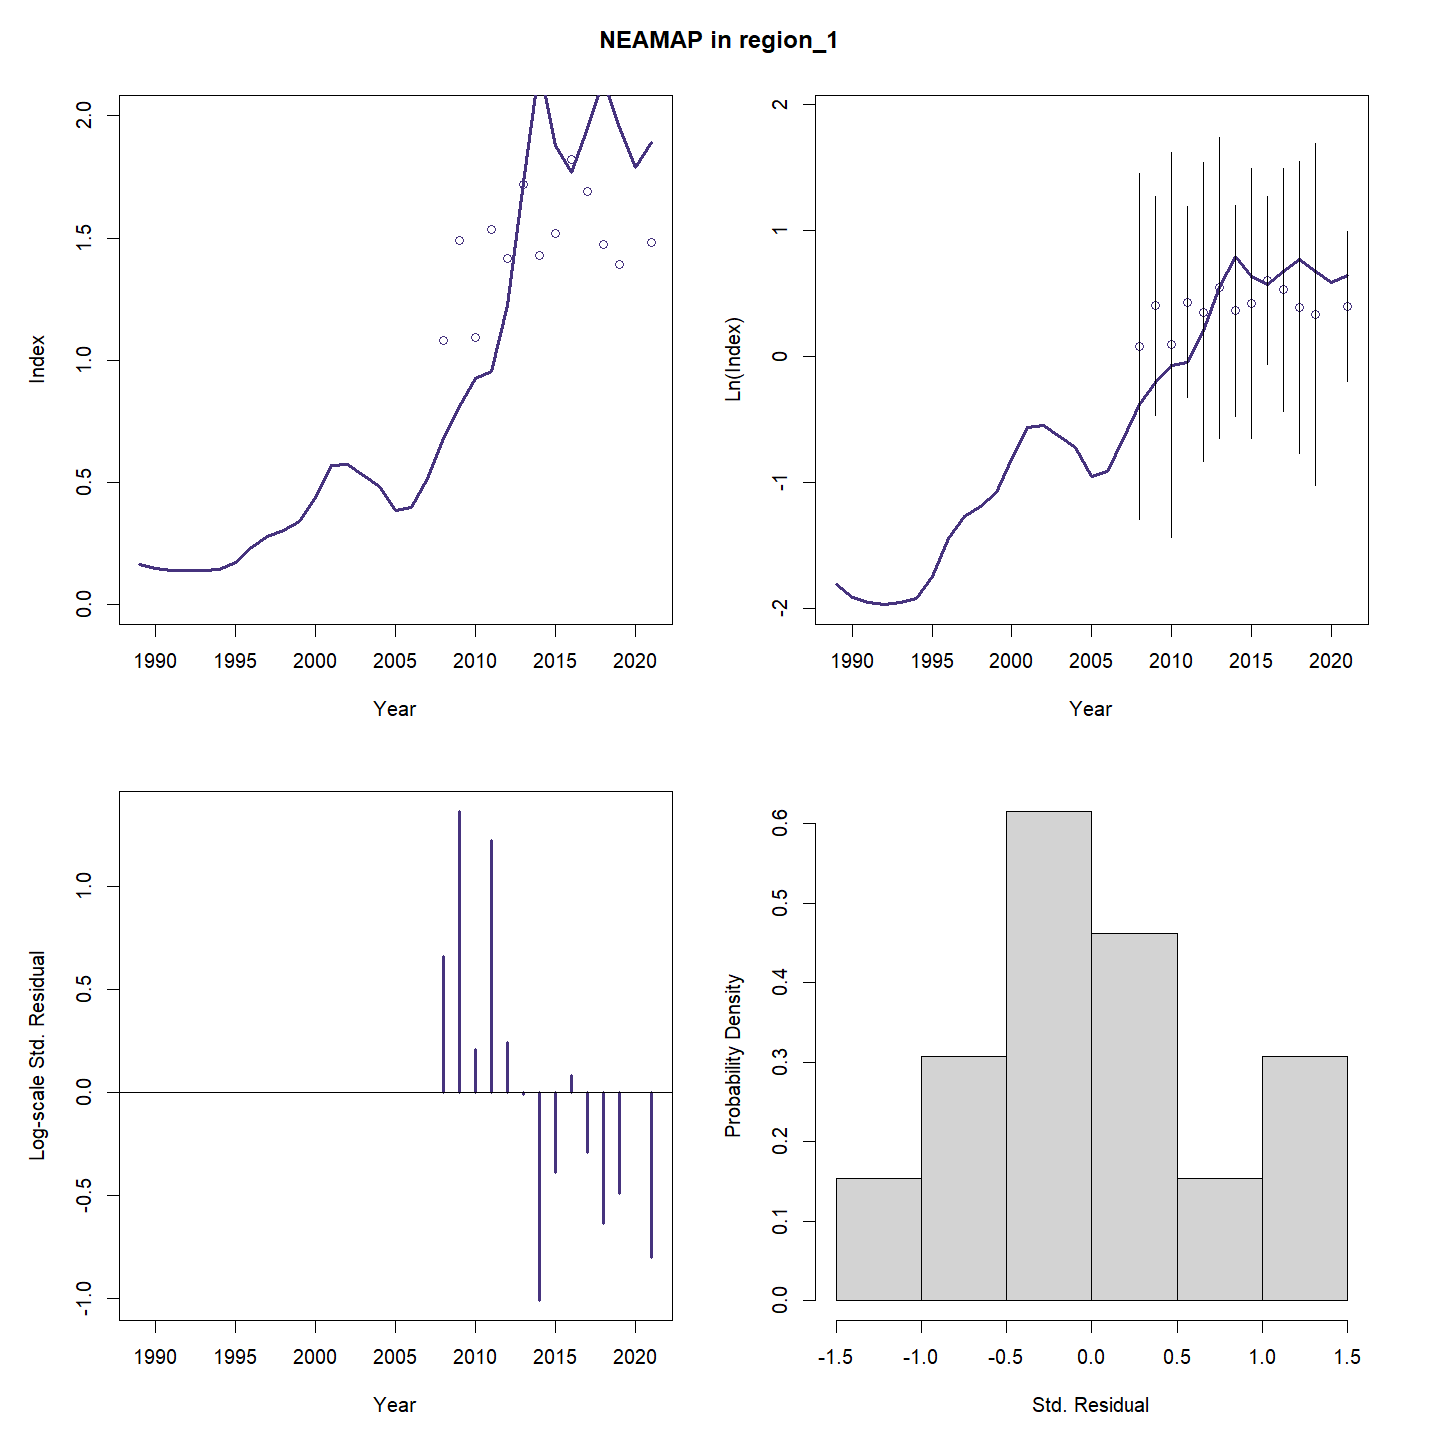 NEAMAP in region_1
Index
0.0 0.5 1.0 1.5 2.0
1990 1995 2000 2005 2010 2015 2020
Year
Ln(Index)
-2 -1 0 1 2
1990 1995 2000 2005 2010 2015 2020
Year
Log-scale Std. Residual
-1.0 -0.5 0.0 0.5 1.0
1990 1995 2000 2005 2010 2015 2020
Year
Probability Density
0.0 0.1 0.2 0.3 0.4 0.5 0.6
-1.5 -1.0 -0.5 0.0 0.5 1.0 1.5
Std. Residual